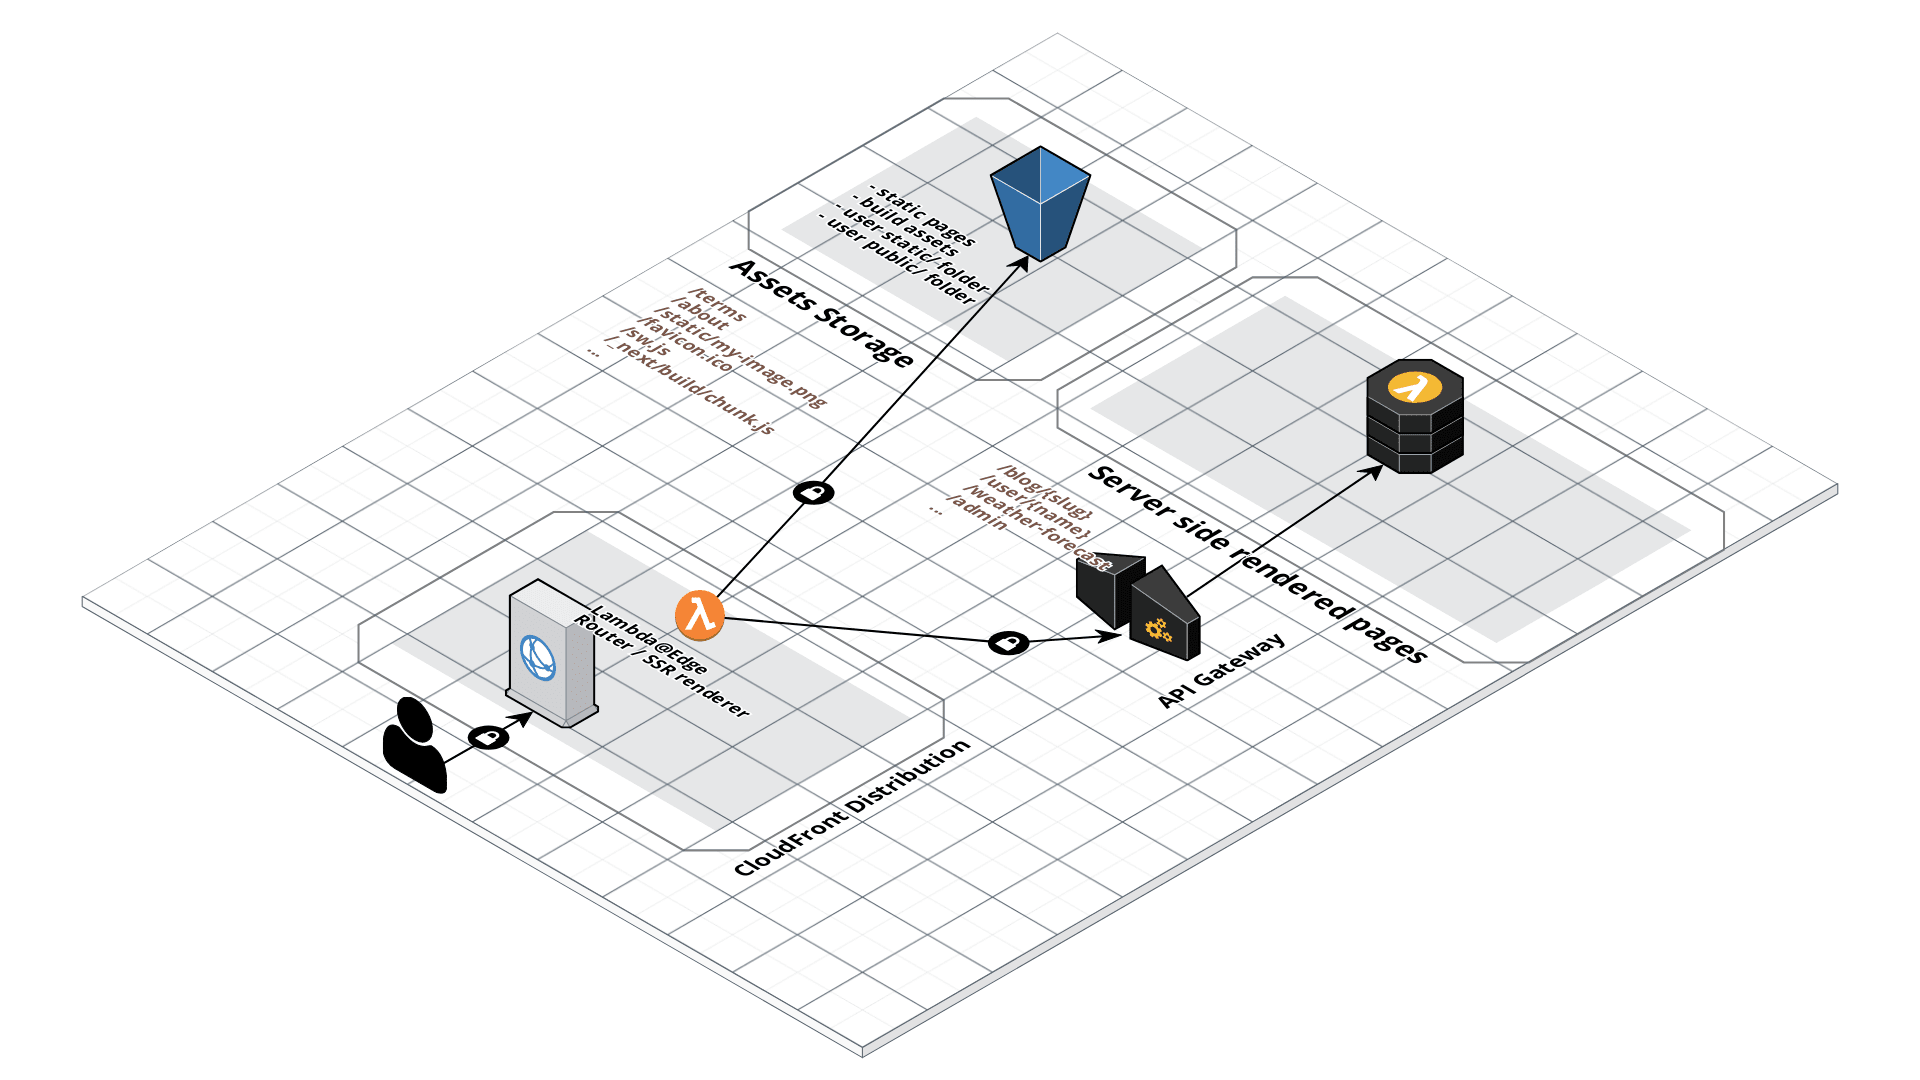 - static pages
- build assets
- user static/ folder
- user public/ folder
Assets Storage
/terms
/about
/static/my-image.png
/favicon.ico
/sw.js
/_next/build/chunk.js
...
Server side rendered pages
/blog/{slug}
/user/{name}
/weather-forecast
/admin
...
API Gateway
Lambda@Edge
Router / SSR renderer
CloudFront Distribution